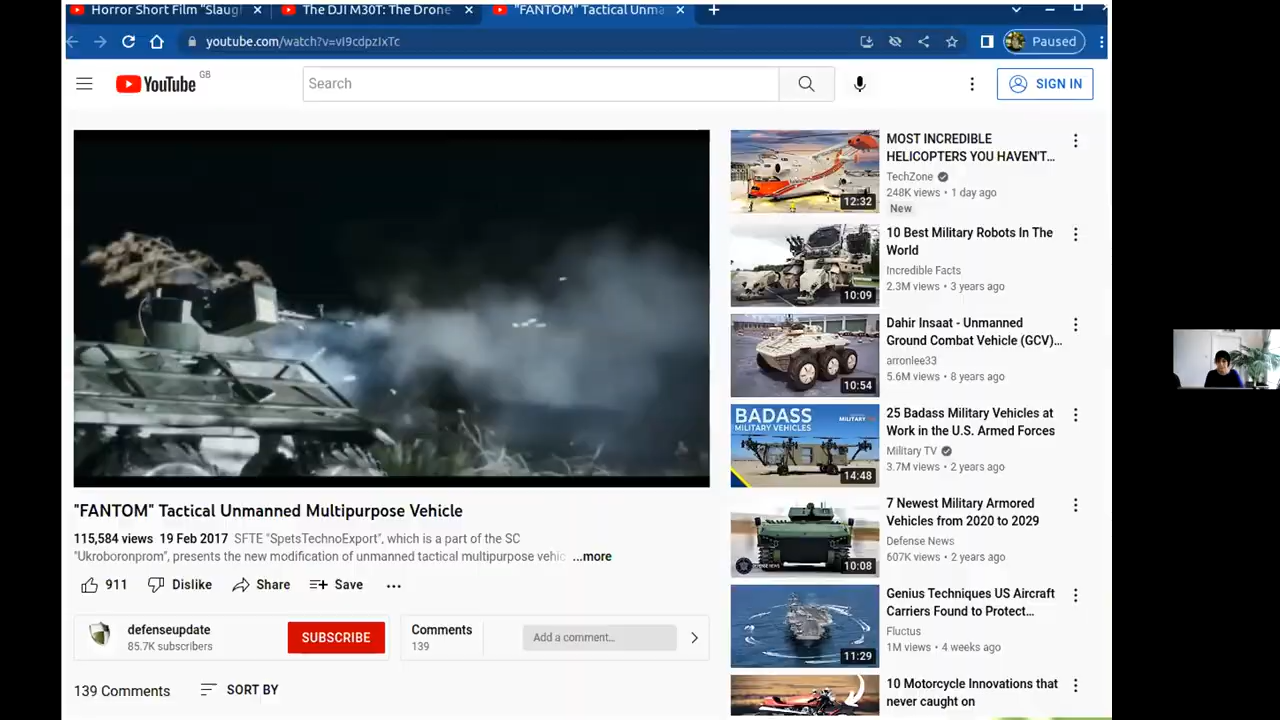 Horror Short Film "Slaugh
The DJI M30T: The Drone
"FANTOM" Tactical Unma
youtube.com/watch?v=vI9cdpzIxTc
Paused
YouTube GB
Search
SIGN IN
"FANTOM" Tactical Unmanned Multipurpose Vehicle
115,584 views 19 Feb 2017 SFTE "SpetsTechnoExport", which is a part of the SC
"Ukroboronprom", presents the new modification of unmanned tactical multipurpose vehic ...more
911 Dislike Share Save
defenseupdate
85.7K subscribers
SUBSCRIBE
Comments
139
Add a comment...
139 Comments SORT BY
12:32
MOST INCREDIBLE
HELICOPTERS YOU HAVEN'T...
TechZone
248K views • 1 day ago
New
10:09
10 Best Military Robots In The
World
Incredible Facts
2.3M views • 3 years ago
10:54
Dahir Insaat - Unmanned
Ground Combat Vehicle (GCV)...
arronlee33
5.6M views • 8 years ago
BADASS
MILITARY VEHICLES
14:48
25 Badass Military Vehicles at
Work in the U.S. Armed Forces
Military TV
3.7M views • 2 years ago
10:08
7 Newest Military Armored
Vehicles from 2020 to 2029
Defense News
607K views • 2 years ago
11:29
Genius Techniques US Aircraft
Carriers Found to Protect...
Fluctus
1M views • 4 weeks ago
10 Motorcycle Innovations that
never caught on